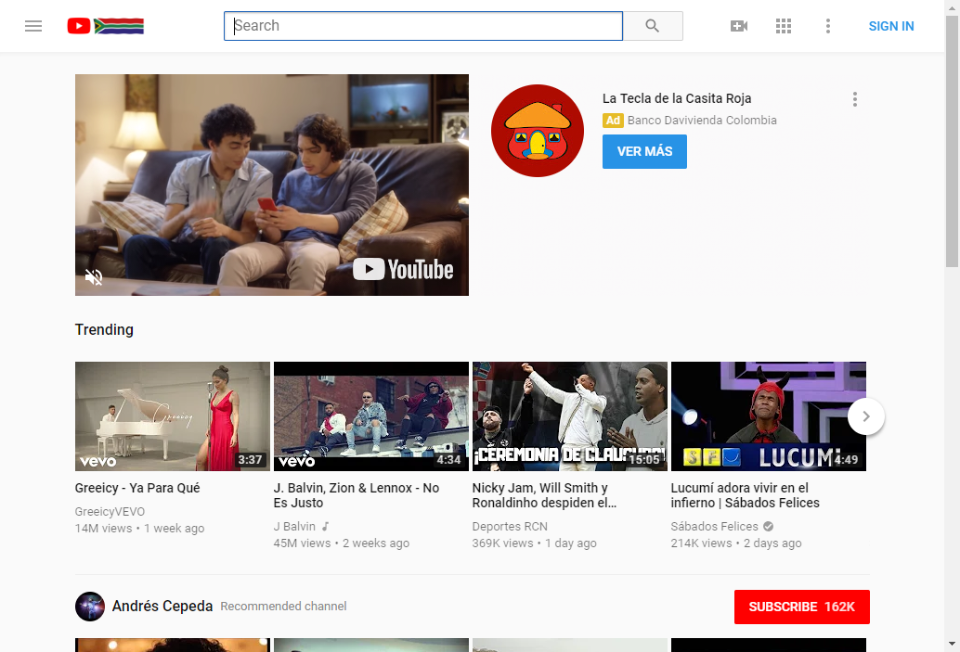 Search
SIGN IN
La Tecla de la Casita Roja
Ad Banco Davivienda Colombia
VER MÁS
YouTube
Trending
Greeicy
vevo
3:37
vevo
4:34
¡CEREMONIA DE CLAUSURA!
15:05
SF
LUCUMÍ
4:49
Greeicy - Ya Para Qué
GreeicyVEVO
14M views • 1 week ago
J. Balvin, Zion & Lennox - No
Es Justo
J Balvin
45M views • 2 weeks ago
Nicky Jam, Will Smith y
Ronaldinho despiden el...
Deportes RCN
369K views • 1 day ago
Lucumí adora vivir en el
infierno | Sábados Felices
Sábados Felices
214K views • 2 days ago
Andrés Cepeda Recommended channel
SUBSCRIBE 162K